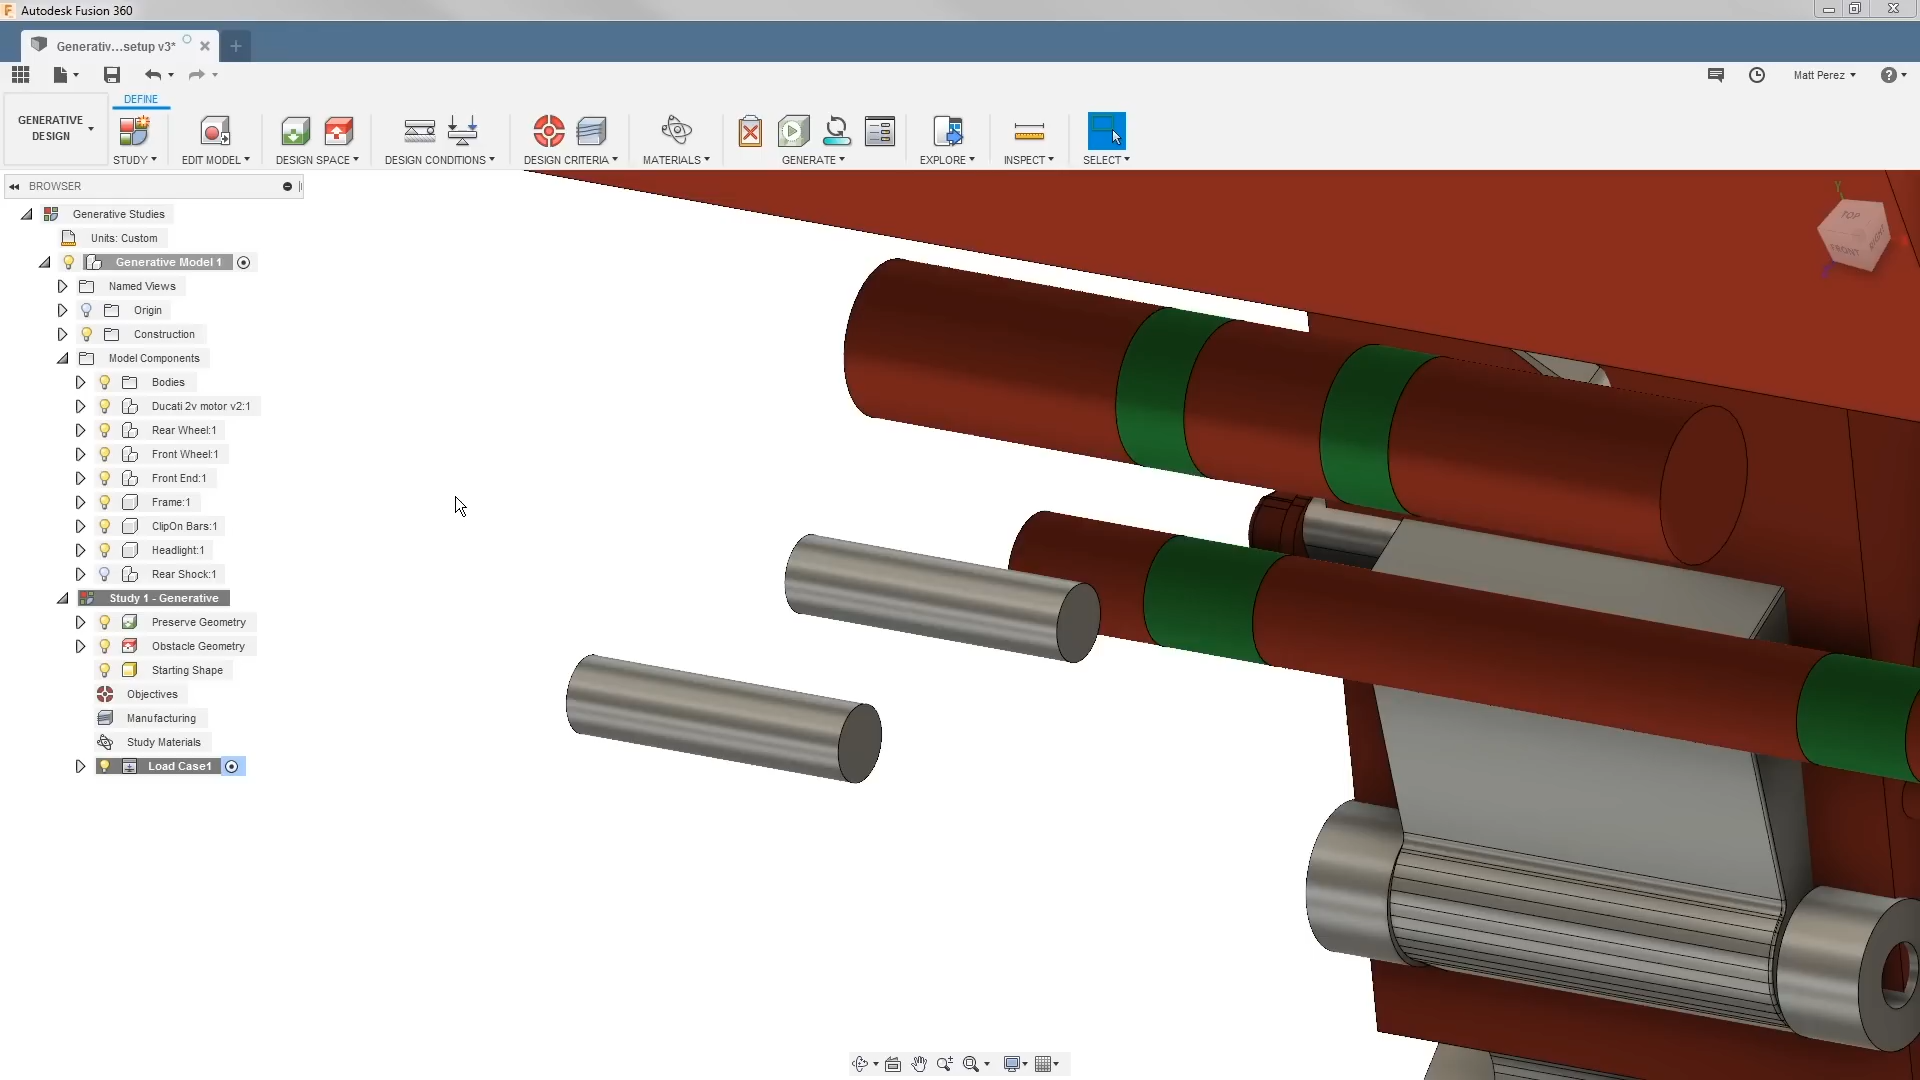 Autodesk Fusion 360
Generativ...setup v3*
Matt Perez
DEFINE
GENERATIVE
DESIGN
STUDY
EDIT MODEL
DESIGN SPACE
DESIGN CONDITIONS
DESIGN CRITERIA
MATERIALS
GENERATE
EXPLORE
INSPECT
SELECT
BROWSER
Generative Studies
Units: Custom
Generative Model 1
Named Views
Origin
Construction
Model Components
Bodies
Ducati 2v motor v2:1
Rear Wheel:1
Front Wheel:1
Front End:1
Frame:1
ClipOn Bars:1
Headlight:1
Rear Shock:1
Study 1 - Generative
Preserve Geometry
Obstacle Geometry
Starting Shape
Objectives
Manufacturing
Study Materials
Load Case1
Y
TOP
FRONT
RIGHT